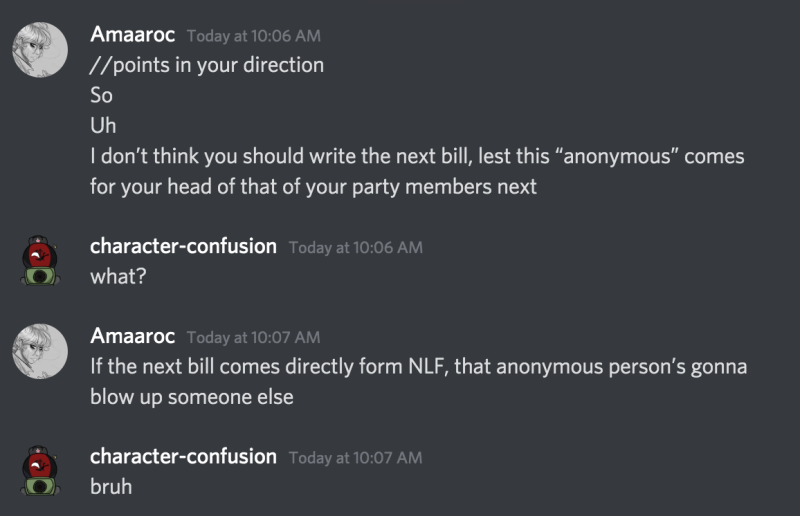 Amaaroc Today at 10:06 AM
//points in your direction
So
Uh
I don't think you should write the next bill, lest this “anonymous” comes
for your head of that of your party members next
character-confusion Today at 10:06 AM
what?
Amaaroc Today at 10:07 AM
If the next bill comes directly form NLF, that anonymous person's gonna
blow up someone else
character-confusion Today at 10:07 AM
bruh